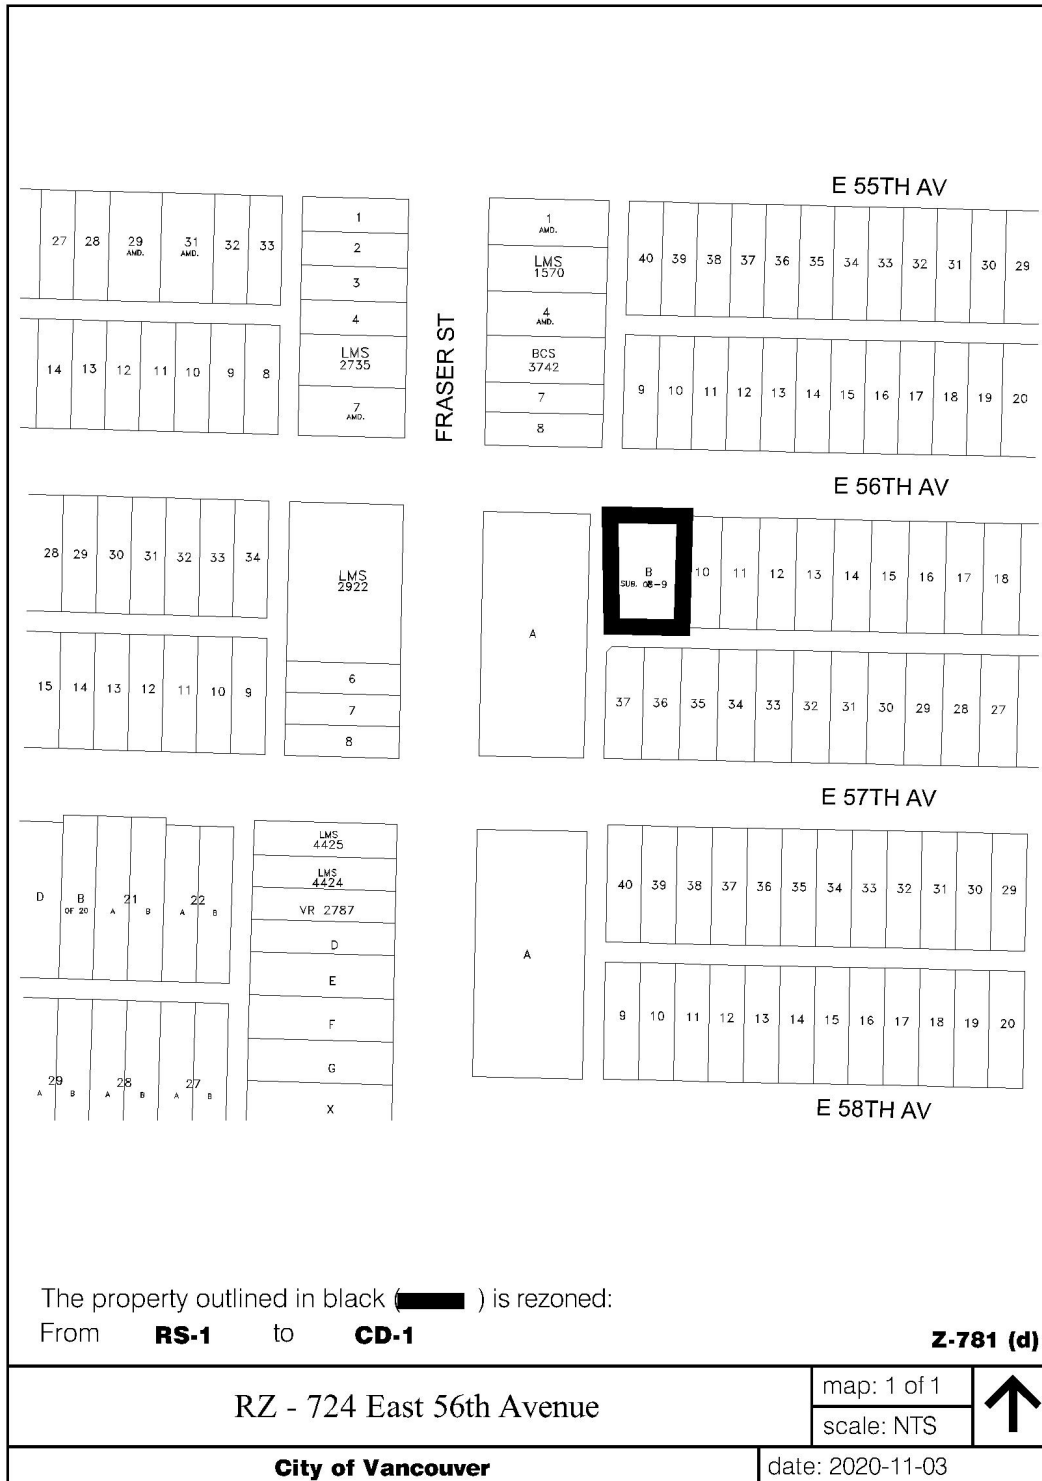 E 55TH AV
27 28 29 31 32 33
AMD. AMD.
1
2
3
4
LMS
2735
7
AMD.
FRASER ST
1
AMD.
LMS
1570
4
AMD.
BCS
3742
7
8
40 39 38 37 36 35 34 33 32 31 30 29
14 13 12 11 10 9 8
9 10 11 12 13 14 15 16 17 18 19 20
E 56TH AV
28 29 30 31 32 33 34
LMS
2922
6
7
8
A
B
SUB. OF 8-9
10 11 12 13 14 15 16 17 18
15 14 13 12 11 10 9
37 36 35 34 33 32 31 30 29 28 27
E 57TH AV
D B 21 22
OF 20 A B A B
LMS
4425
LMS
4424
VR 2787
D
E
F
G
X
A
40 39 38 37 36 35 34 33 32 31 30 29
29 28 27
A B A B A B
9 10 11 12 13 14 15 16 17 18 19 20
E 58TH AV
The property outlined in black ( ) is rezoned:
From RS-1 to CD-1
Z-781 (d)
RZ - 724 East 56th Avenue
map: 1 of 1
scale: NTS
City of Vancouver
date: 2020-11-03